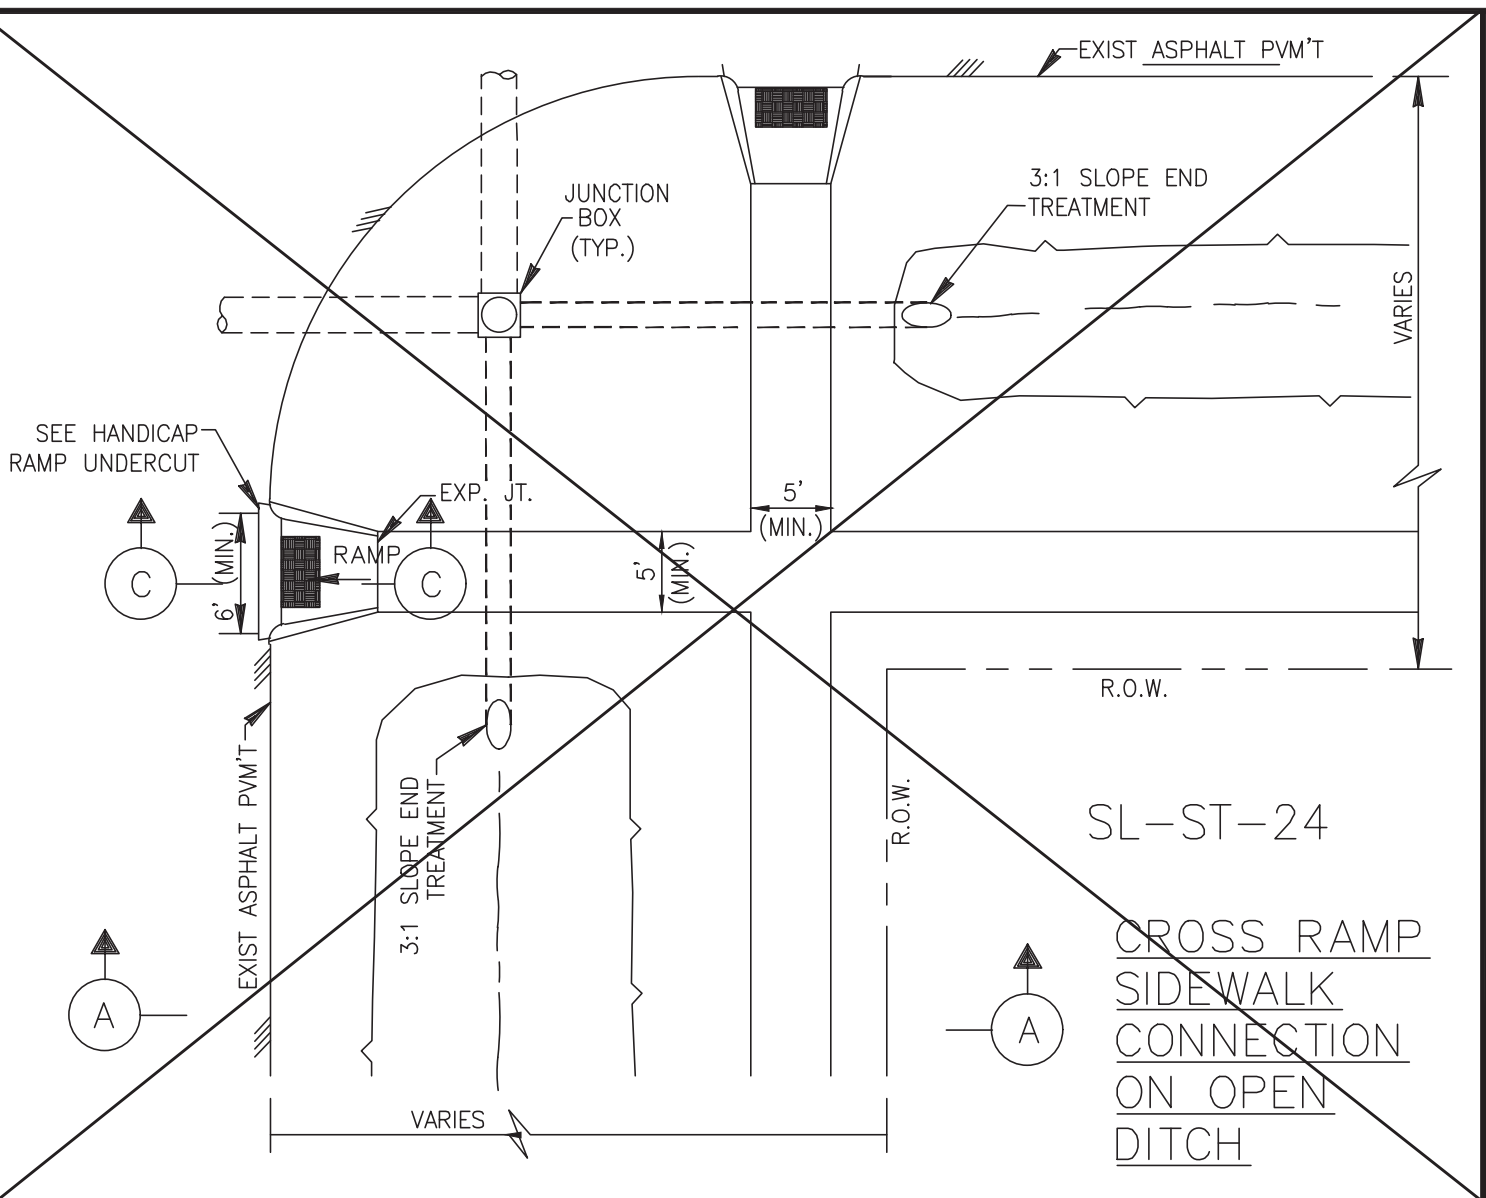 EXIST ASPHALT PVM'T
3:1 SLOPE END
TREATMENT
JUNCTION
BOX
(TYP.)
VARIES
SEE HANDICAP
RAMP UNDERCUT
EXP. JT.
5'
(MIN.)
C
6' (MIN.)
RAMP
C
5'
(MIN.)
R.O.W.
EXIST ASPHALT PVM'T
3:1 SLOPE END
TREATMENT
R.O.W.
SL-ST-24
A
A
CROSS RAMP
SIDEWALK
CONNECTION
ON OPEN
DITCH
VARIES